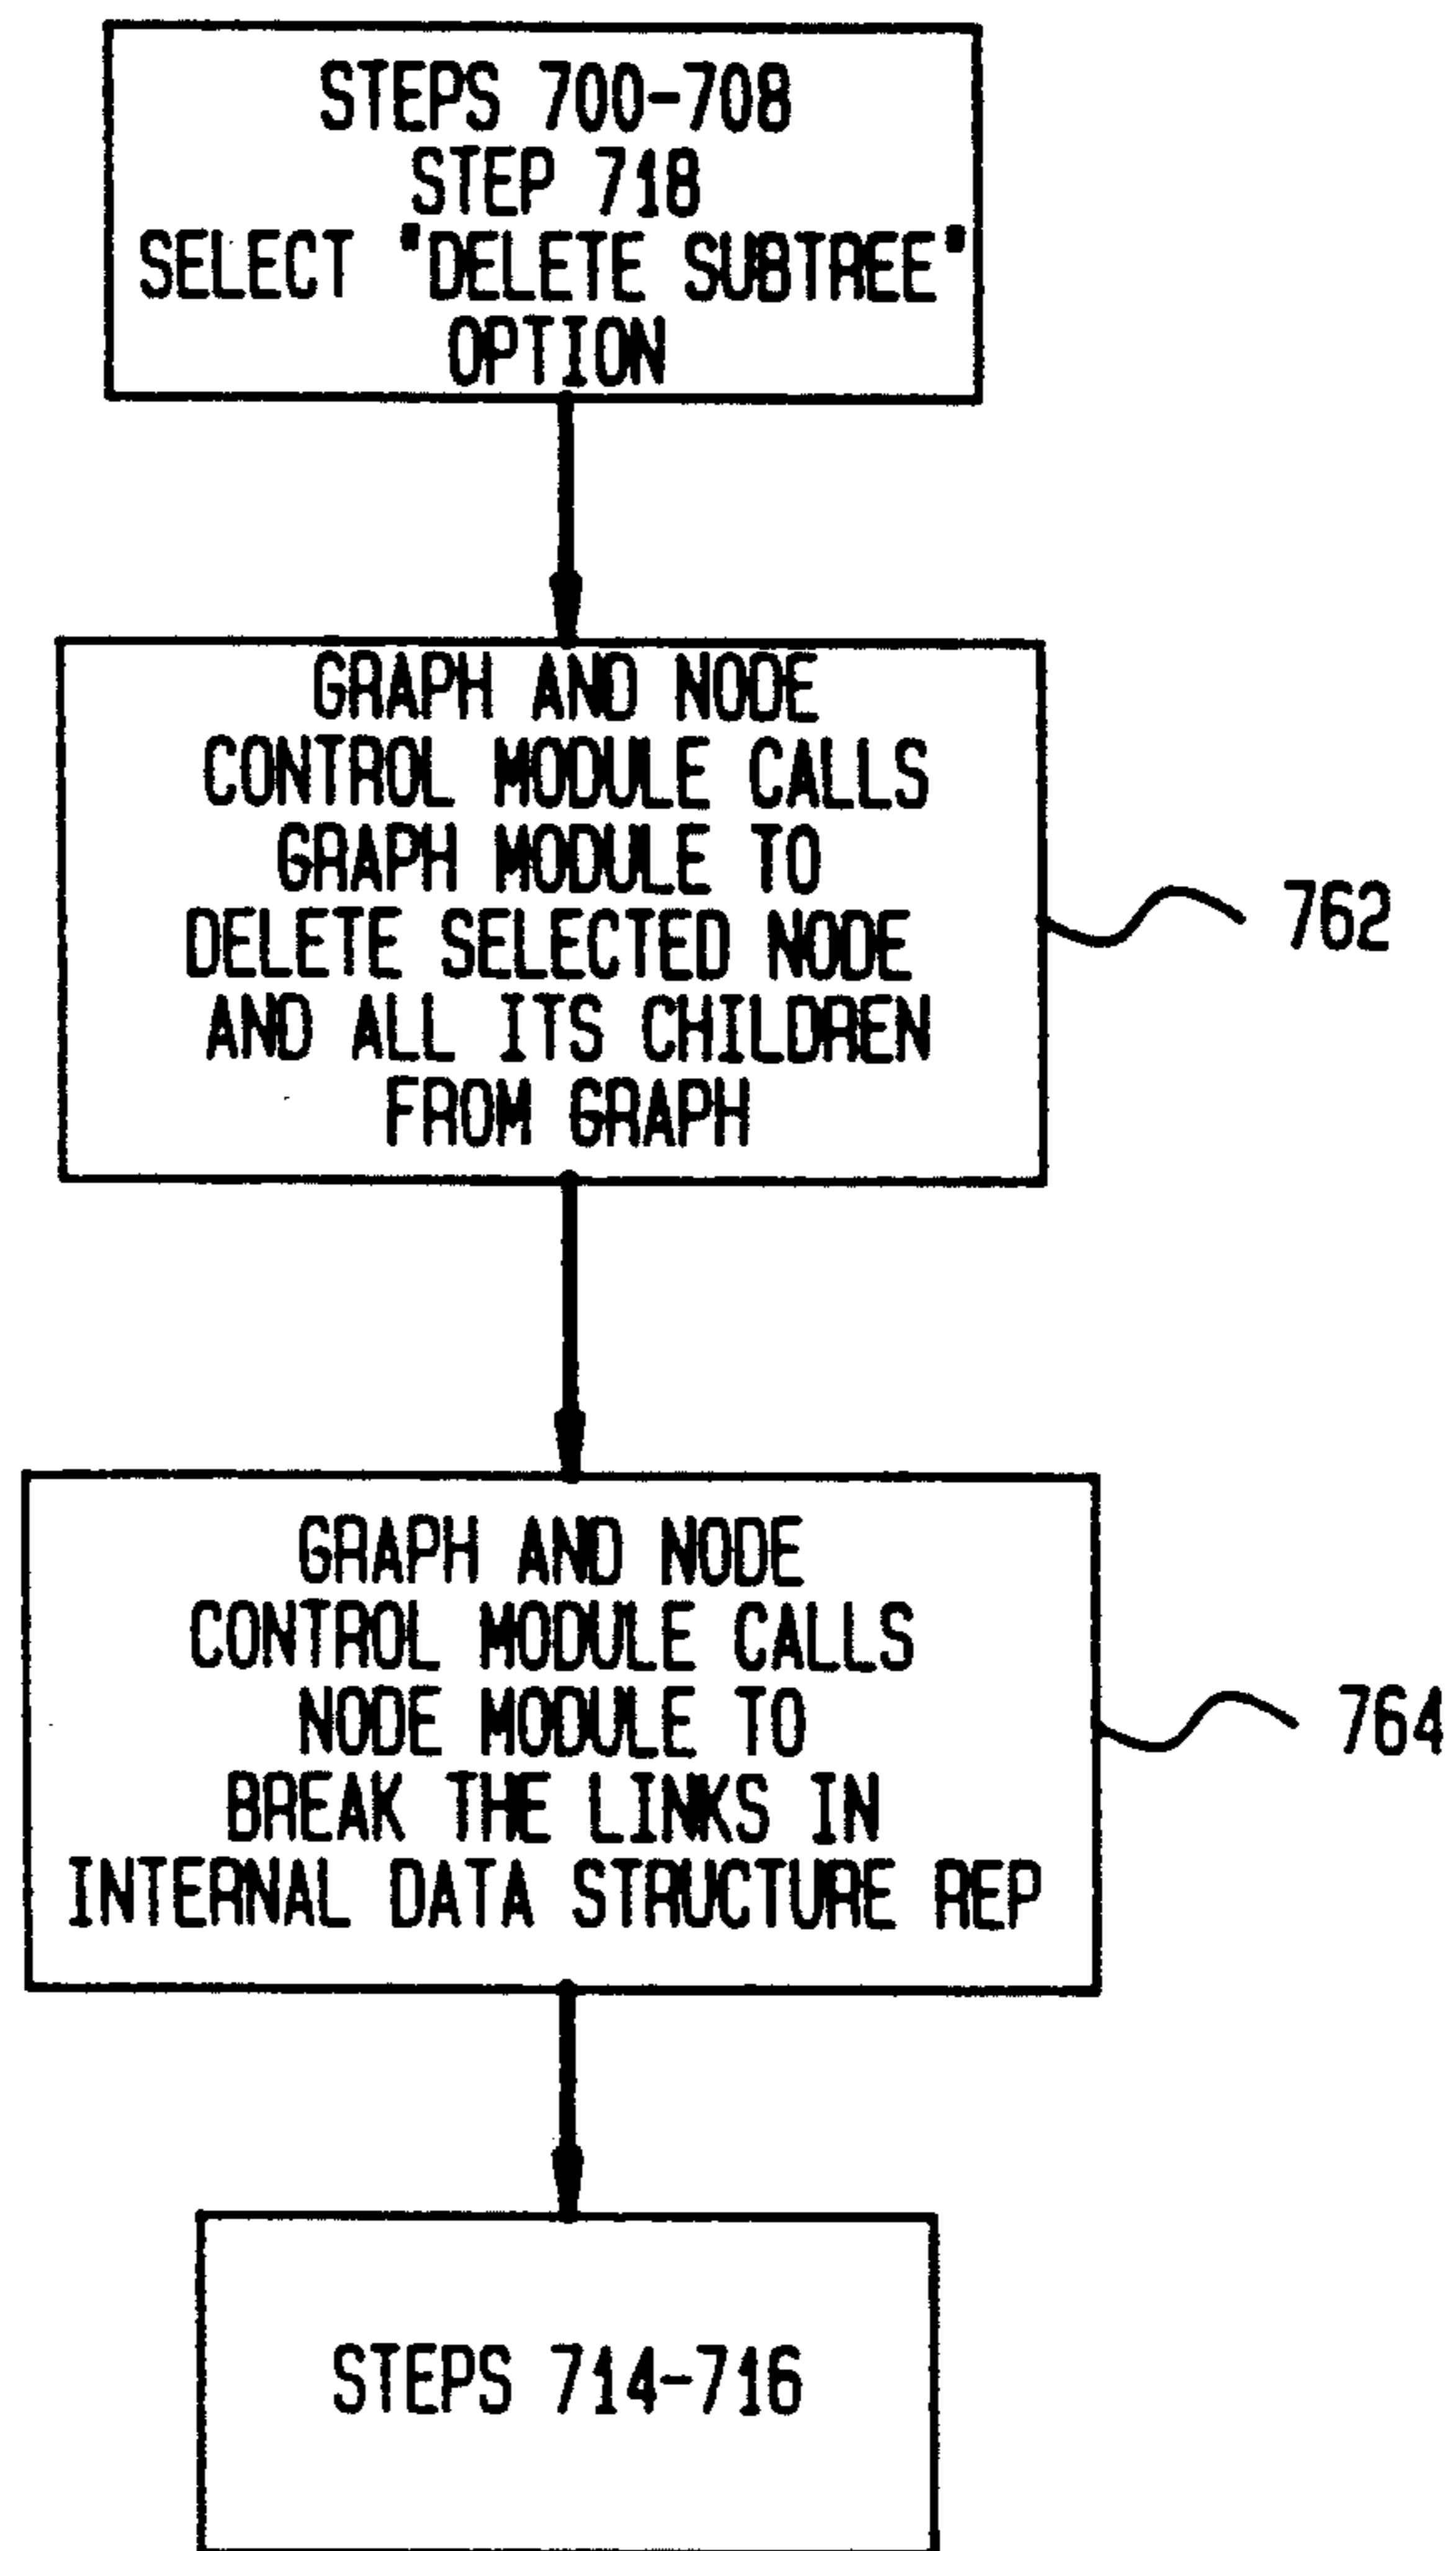 STEPS 700-708
STEP 718
SELECT "DELETE SUBTREE"
OPTION
GRAPH AND NODE
CONTROL MODULE CALLS
GRAPH MODULE TO
DELETE SELECTED NODE
AND ALL ITS CHILDREN
FROM GRAPH
762
GRAPH AND NODE
CONTROL MODULE CALLS
NODE MODULE TO
BREAK THE LINKS IN
INTERNAL DATA STRUCTURE REP
764
STEPS 714-716